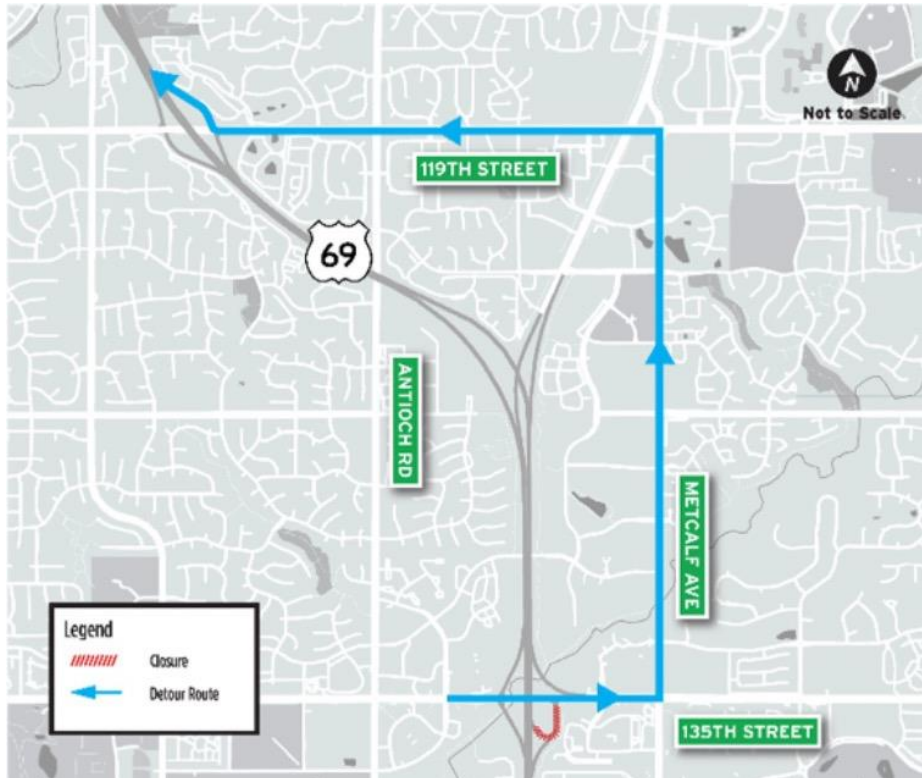 N
Not to Scale
119TH STREET
69
ANTIOCH RD
METCALF AVE
Legend
Closure
Detour Route
135TH STREET